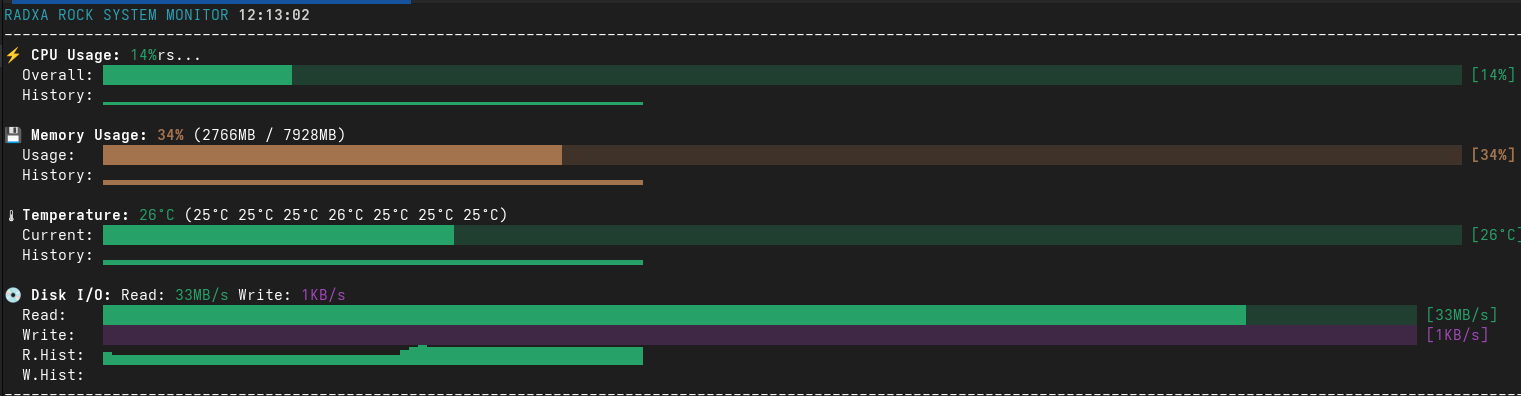 RADXA ROCK SYSTEM MONITOR 12:13:02
⚡ CPU Usage: 14%rs...
Overall: [14%]
History:
💾 Memory Usage: 34% (2766MB / 7928MB)
Usage: [34%]
History:
🌡 Temperature: 26°C (25°C 25°C 25°C 26°C 25°C 25°C 25°C)
Current: [26°C]
History:
💿 Disk I/O: Read: 33MB/s Write: 1KB/s
Read: [33MB/s]
Write: [1KB/s]
R.Hist:
W.Hist: